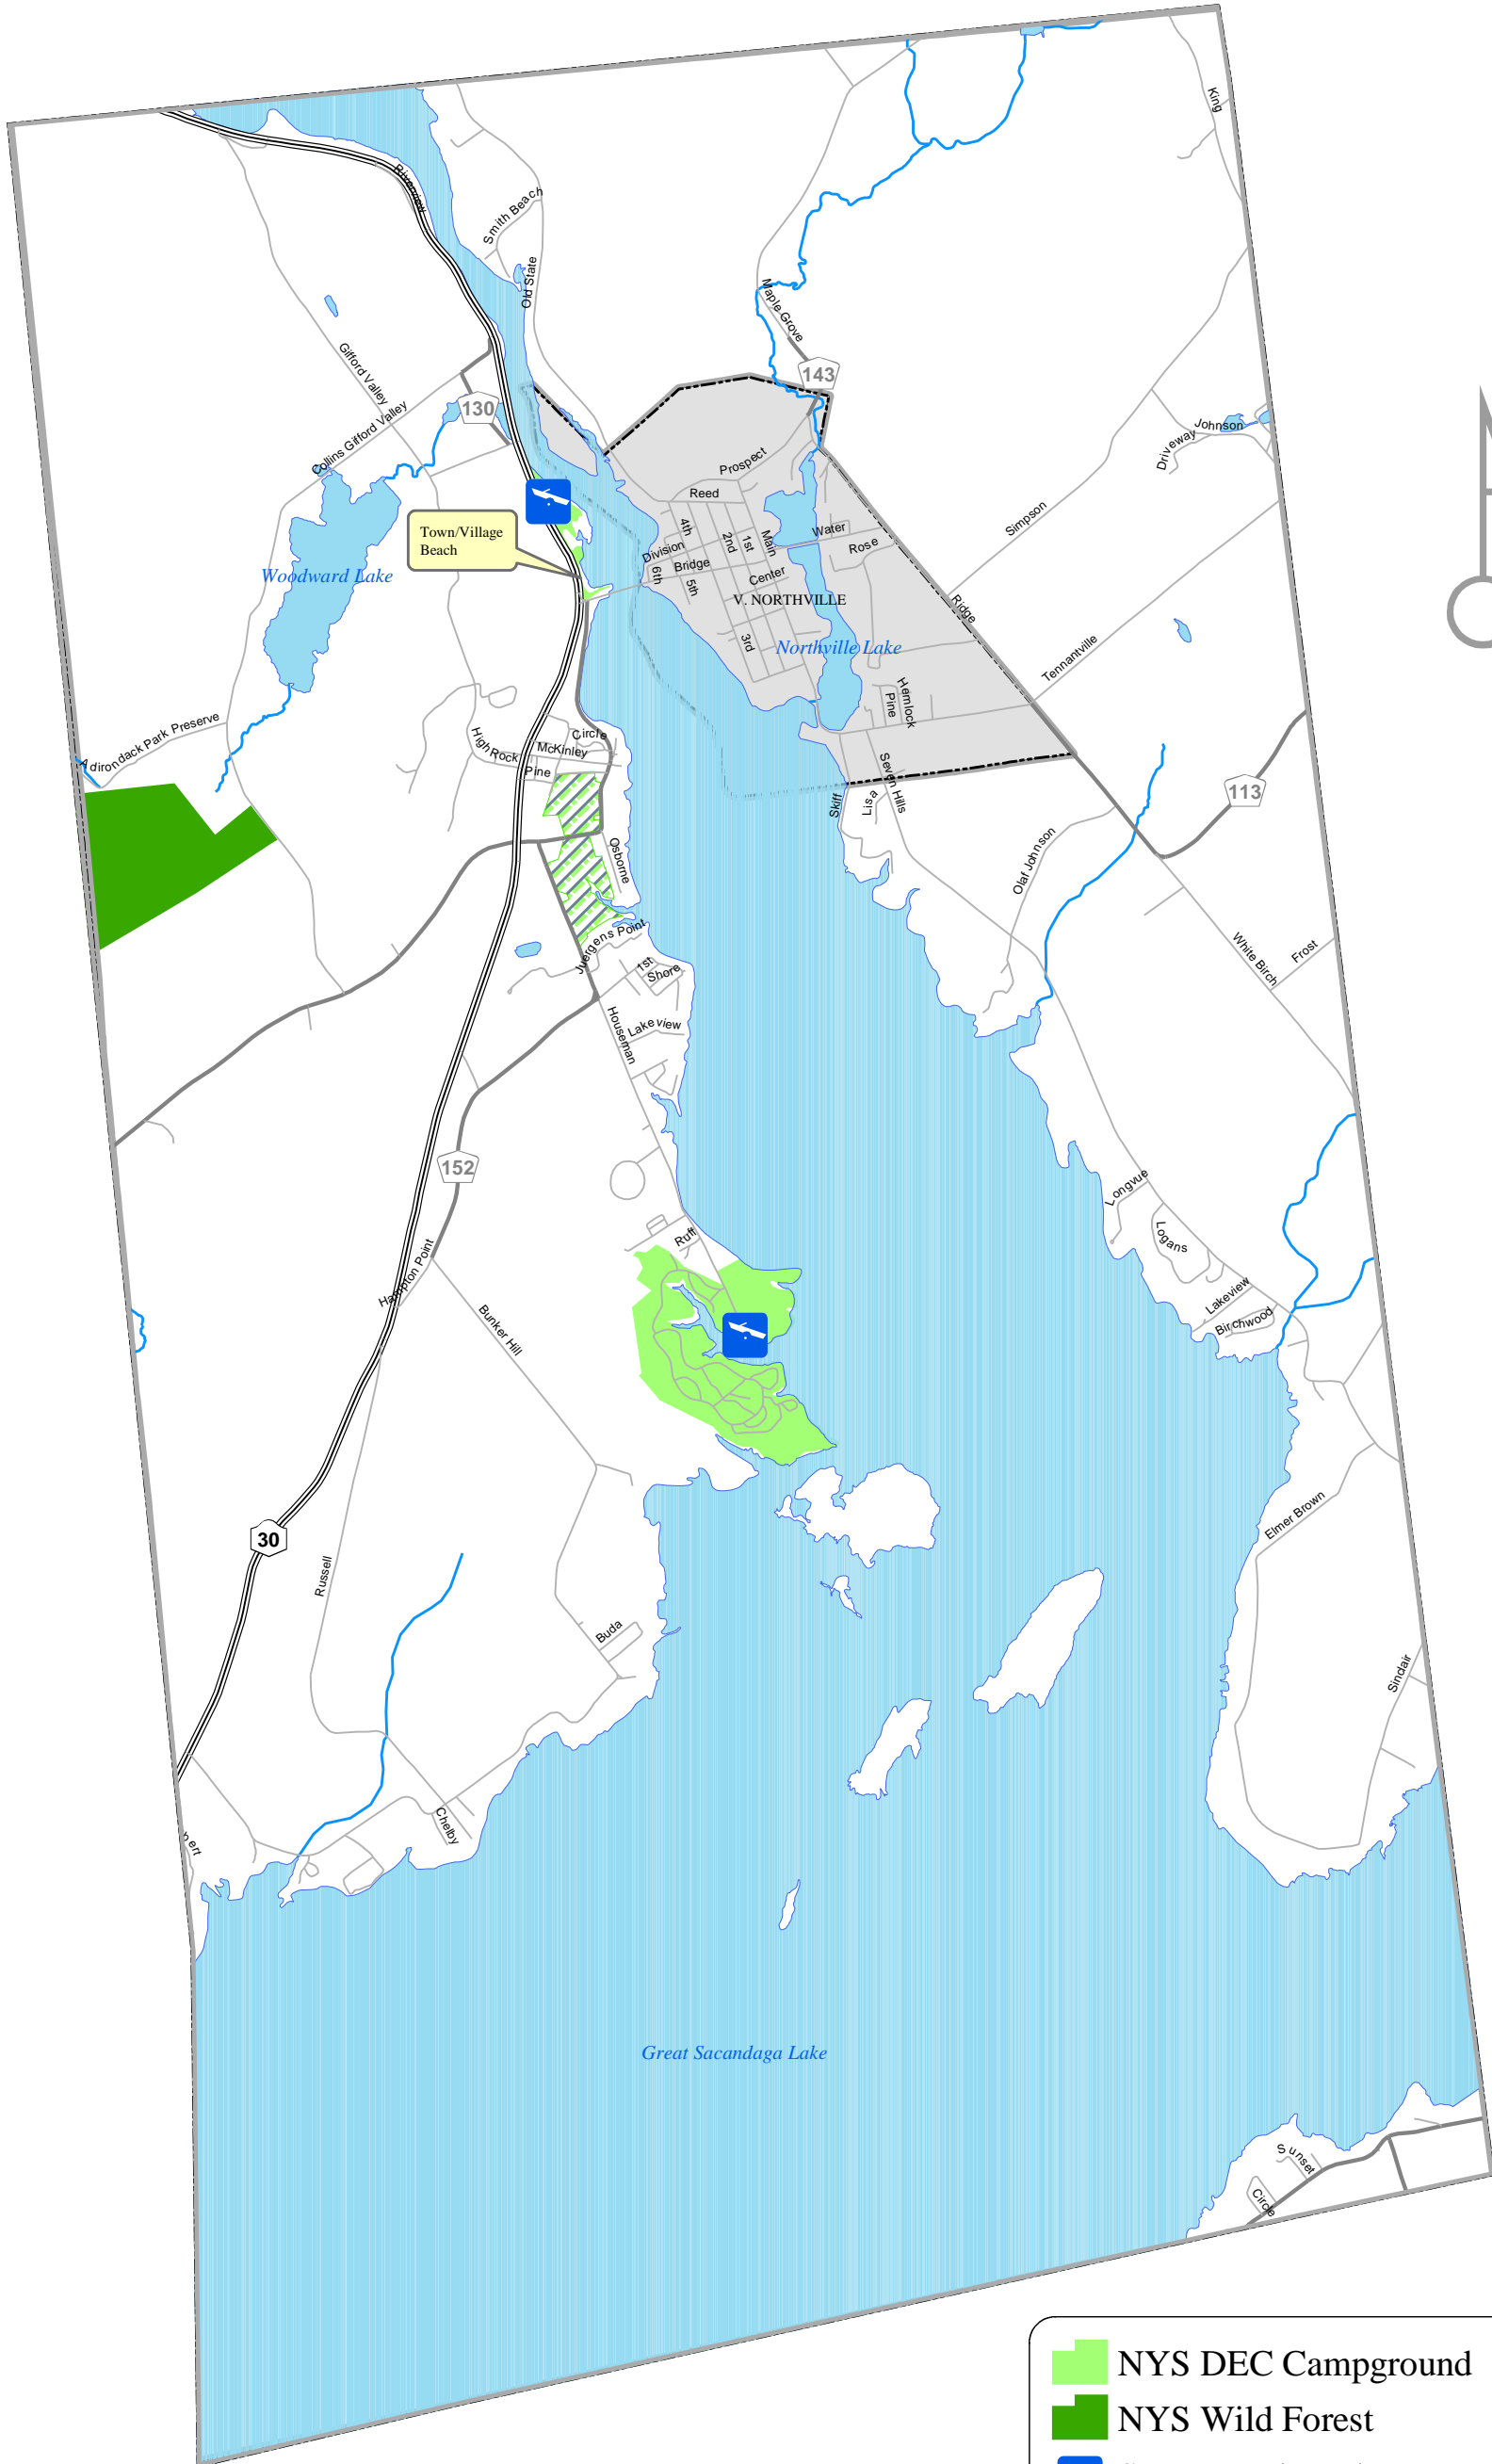 King
Riverview
Smith Beach
Old State
Maple Grove
143
Gifford Valley
130
Collins Gifford Valley
Johnson
Driveway
Prospect
Reed
4th
2nd
1st
Main
Water
Rose
Simpson
Town/Village
Beach
Division
Bridge
6th
5th
Center
Woodward Lake
V. NORTHVILLE
Ridge
3rd
Northville Lake
Tennantville
Hemlock
Pine
Adirondack Park Preserve
Circle
High Rock
McKinley
Pine
Seven Hills
Skiff
Lisa
113
Osborne
Olaf Johnson
Juergens Point
White Birch
Frost
1st
Shore
Houseman
Lakeview
152
Longvue
Logans
Ruff
Hampton Point
Lakeview
Birchwood
Bunker Hill
30
Elmer Brown
Russell
Buda
Sinclair
Chelby
Great Sacandaga Lake
Sunset
Circle
NYS DEC Campground
NYS Wild Forest